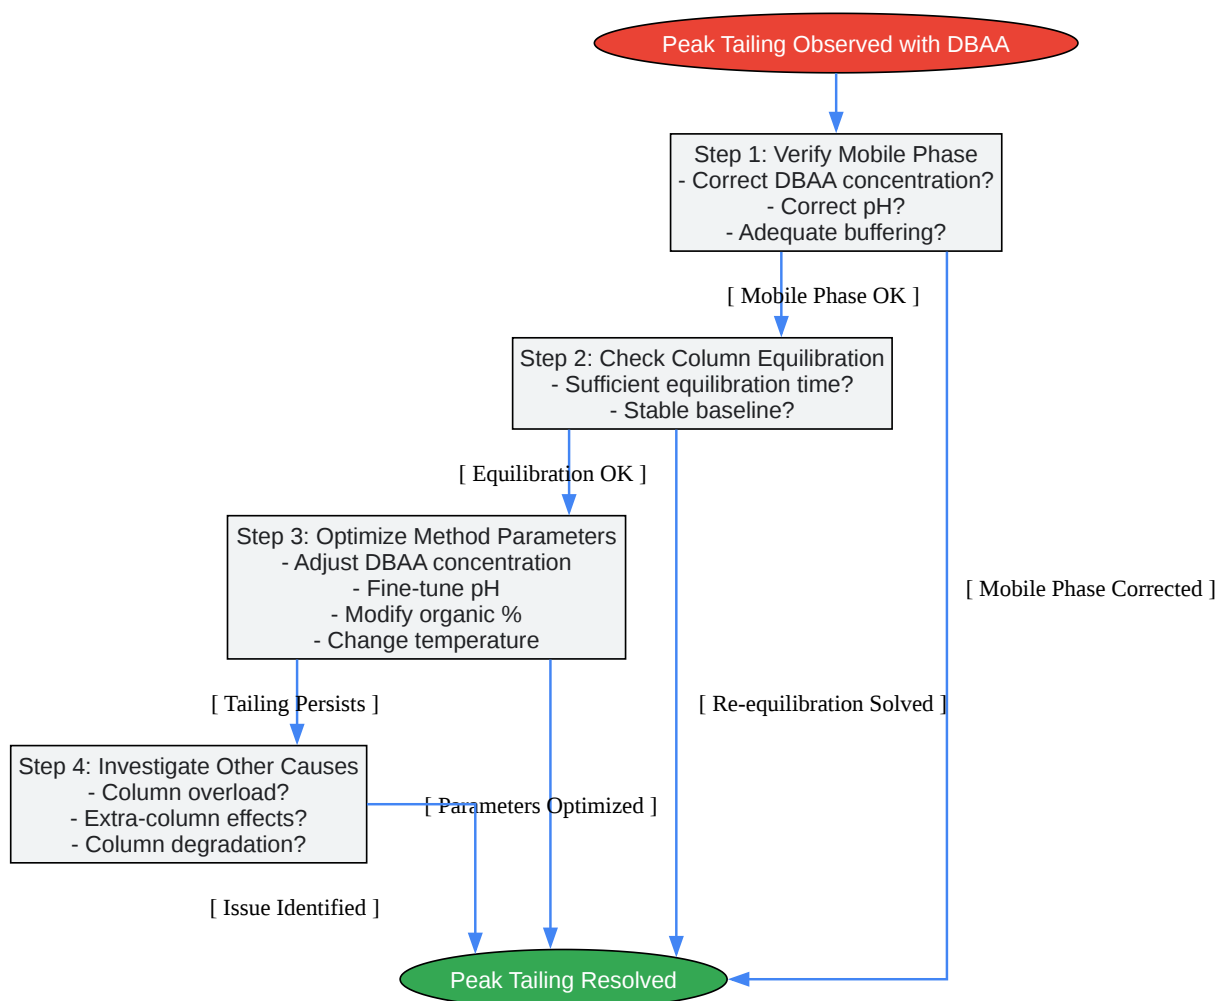 Peak Tailing Observed with DBAA
Step 1: Verify Mobile Phase
- Correct DBAA concentration?
- Correct pH?
- Adequate buffering?
[ Mobile Phase OK ]
Step 2: Check Column Equilibration
- Sufficient equilibration time?
- Stable baseline?
[ Equilibration OK ]
Step 3: Optimize Method Parameters
- Adjust DBAA concentration
- Fine-tune pH
- Modify organic %
- Change temperature
[ Mobile Phase Corrected ]
[ Tailing Persists ]
[ Re-equilibration Solved ]
Step 4: Investigate Other Causes
- Column overload?
- Extra-column effects?
- Column degradation?
[ Parameters Optimized ]
[ Issue Identified ]
Peak Tailing Resolved